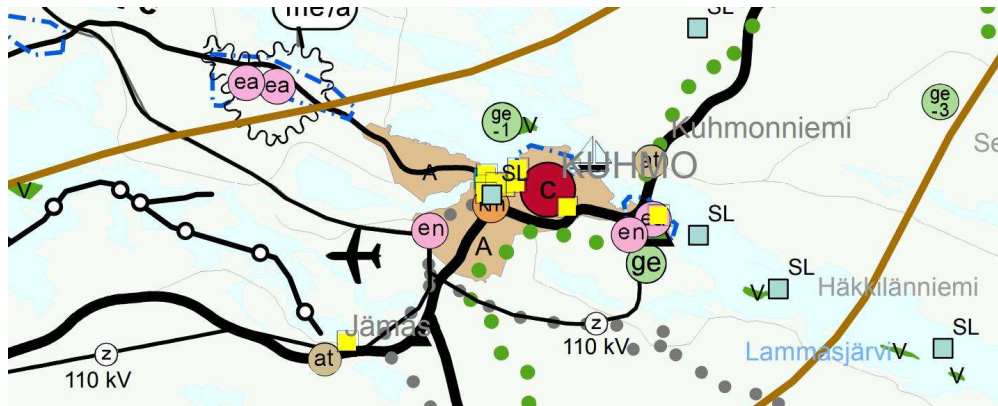 me/a
SL
ea
ea
ge
-3
ge
-1
V
Kuhmonniemi
Se
A
SL
KUHMO
at
V
C
km
en
en
A
SL
ge
SL
V
Häkkilänniemi
Jämäs
z
SL
z
at
110 kV
Lammasjärvi
V
110 kV
V